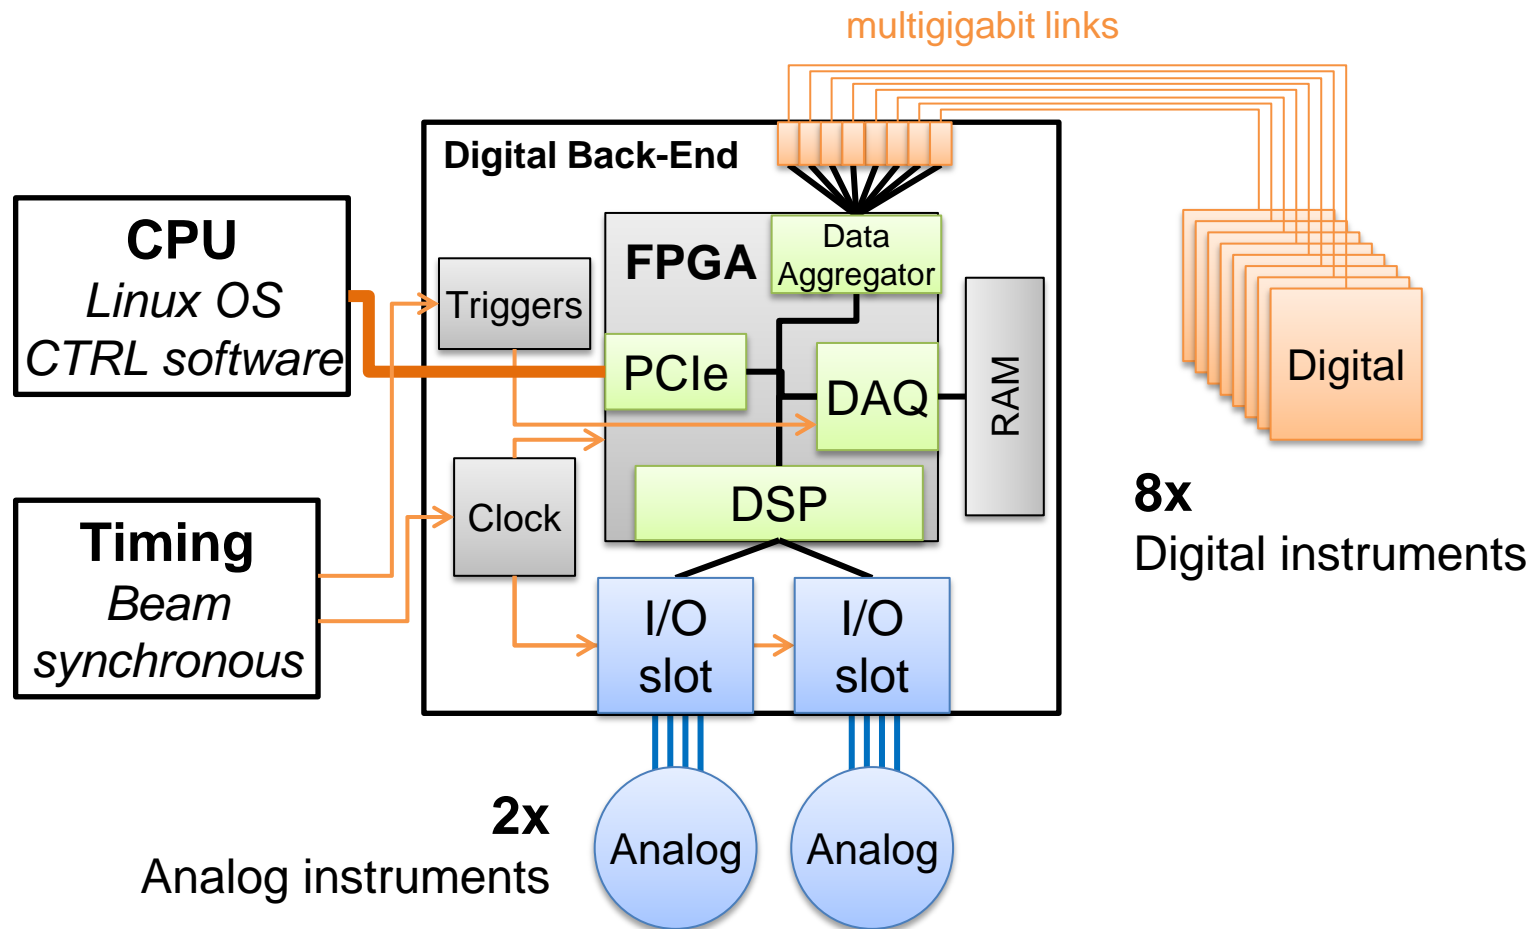 multigigabit links
Digital Back-End
CPU
Linux OS
CTRL software
FPGA
Data
Aggregator
Triggers
PCIe
DAQ
RAM
Digital
Clock
DSP
8x
Digital instruments
Timing
Beam
synchronous
I/O
slot
I/O
slot
2x
Analog instruments
Analog
Analog